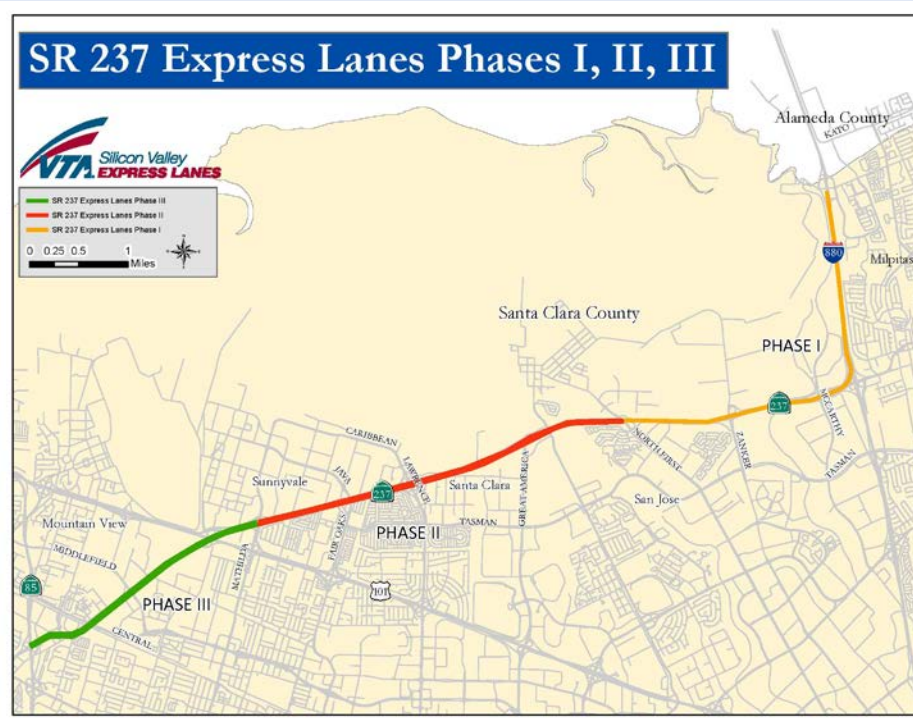 SR 237 Express Lanes Phases I, II, III
Alameda County
KATO
VTA Silicon Valley
EXPRESS LANES
SR 237 Express Lanes Phase III
SR 237 Express Lanes Phase II
SR 237 Express Lanes Phase I
0 0.25 0.5 1
Miles
880
Milpitas
Santa Clara County
PHASE I
237
MCCARTHY
CARIBBEAN
NORTH FIRST
ZANKER
TASMAN
LAWRENCE
JAVA
GREAT AMERICA
Sunnyvale
237
Santa Clara
San Jose
Mountain View
TASMAN
FAIR OAKS
PHASE II
MATHILDA
MIDDLEFIELD
85
101
PHASE III
CENTRAL